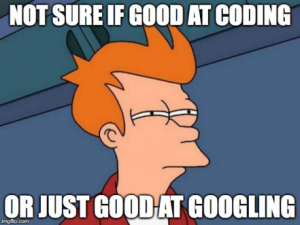 NOT SURE IF GOOD AT CODING
OR JUST GOOD AT GOOGLING
imgflip.com